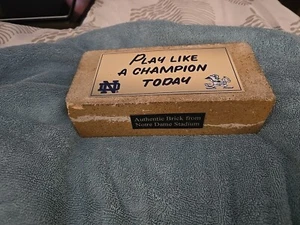 PLAY LIKE
A CHAMPION
TODAY
ND
Authentic Brick from
Notre Dame Stadium